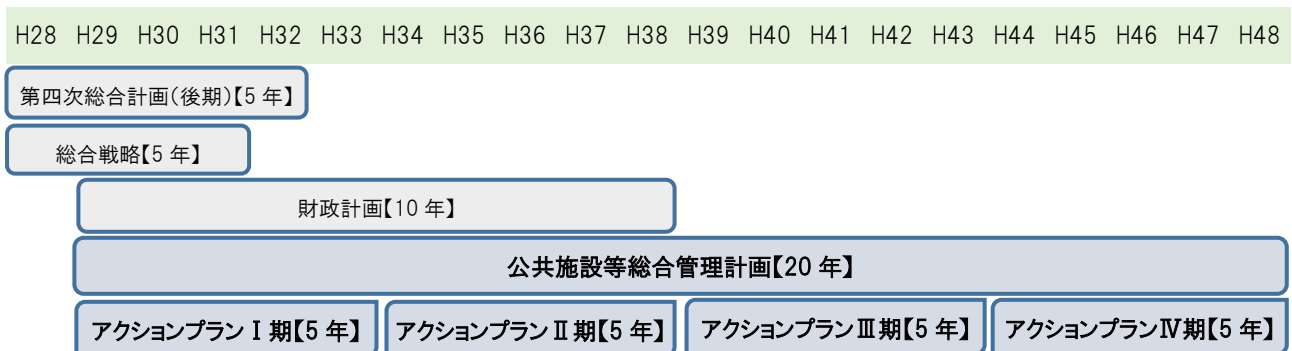 H28 H29 H30 H31 H32 H33 H34 H35 H36 H37 H38 H39 H40 H41 H42 H43 H44 H45 H46 H47 H48
第四次総合計画(後期)【5 年】
総合戦略【5 年】
財政計画【10 年】
公共施設等総合管理計画【20 年】
アクションプランⅠ期【5 年】 アクションプランⅡ期【5 年】 アクションプランⅢ期【5 年】 アクションプランⅣ期【5 年】